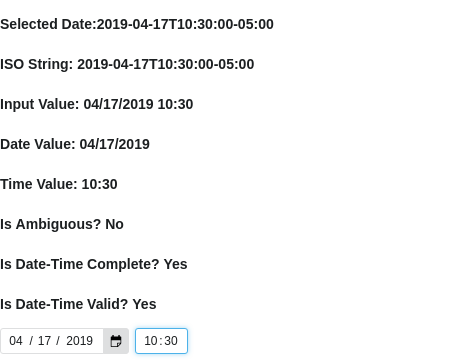 Selected Date:2019-04-17T10:30:00-05:00
ISO String: 2019-04-17T10:30:00-05:00
Input Value: 04/17/2019 10:30
Date Value: 04/17/2019
Time Value: 10:30
Is Ambiguous? No
Is Date-Time Complete? Yes
Is Date-Time Valid? Yes
04 / 17 / 2019 10:30